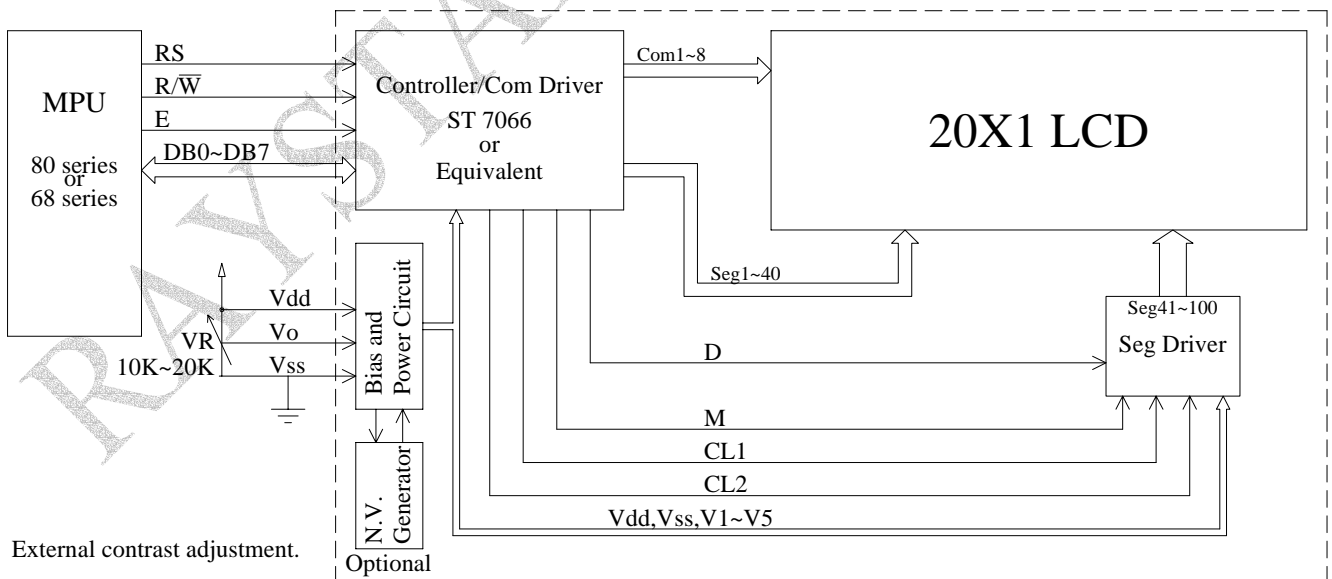 MPU
80 series
or
68 series
RS
R/W̅
E
DB0~DB7
Controller/Com Driver
ST 7066
or
Equivalent
Com1~8
20X1 LCD
Seg1~40
Seg41~100
Seg Driver
Vdd
Vo
VR
10K~20K
Vss
Bias and
Power Circuit
N.V.
Generator
Optional
D
M
CL1
CL2
Vdd,Vss,V1~V5
External contrast adjustment.
RAYSTA